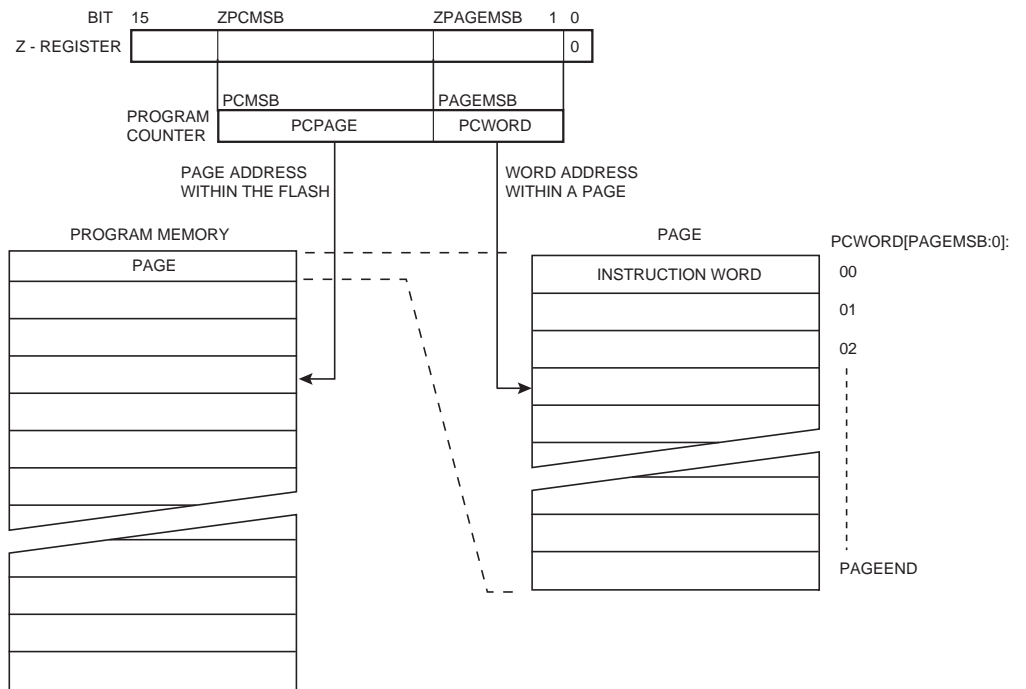 BIT 15 ZPCMSB ZPAGEMSB 1 0
Z - REGISTER 0
PCMSB PAGEMSB
PROGRAM
COUNTER
PCPAGE PCWORD
PAGE ADDRESS
WITHIN THE FLASH
WORD ADDRESS
WITHIN A PAGE
PROGRAM MEMORY
PAGE
PAGE
INSTRUCTION WORD
PCWORD[PAGEMSB:0]:
00
01
02
PAGEEND